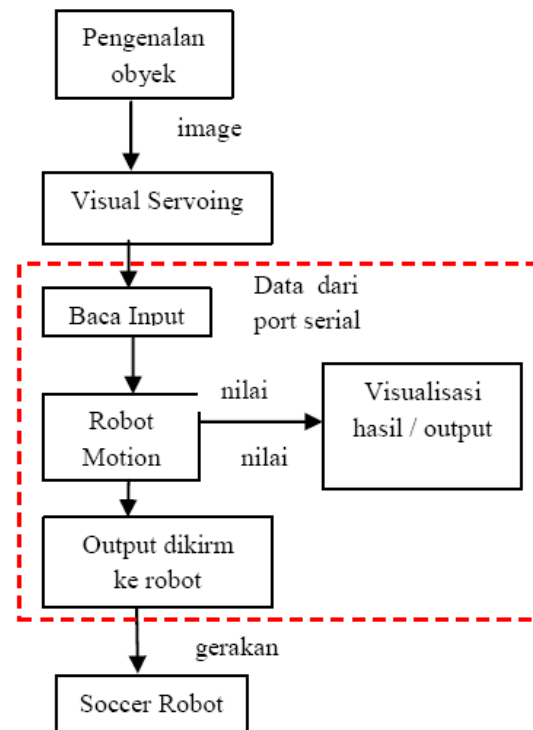 Pengenalan
obyek
image
Visual Servoing
Data dari
port serial
Baca Input
nilai
Robot
Motion
nilai
Visualisasi
hasil / output
Output dikirm
ke robot
gerakan
Soccer Robot